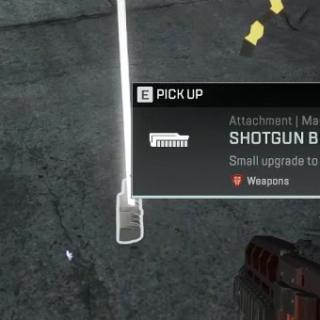 E PICK UP
Attachment | Ma
SHOTGUN B
Small upgrade to
Weapons